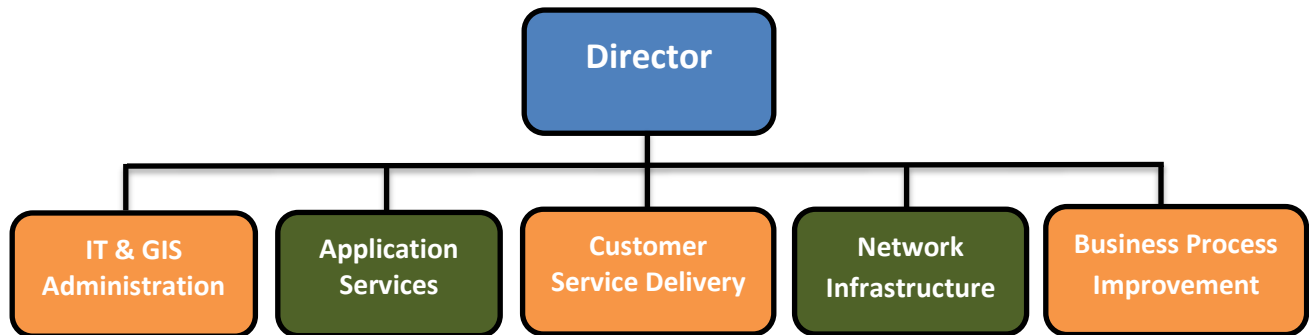 Director
IT & GIS
Administration
Application
Services
Customer
Service Delivery
Network
Infrastructure
Business Process
Improvement